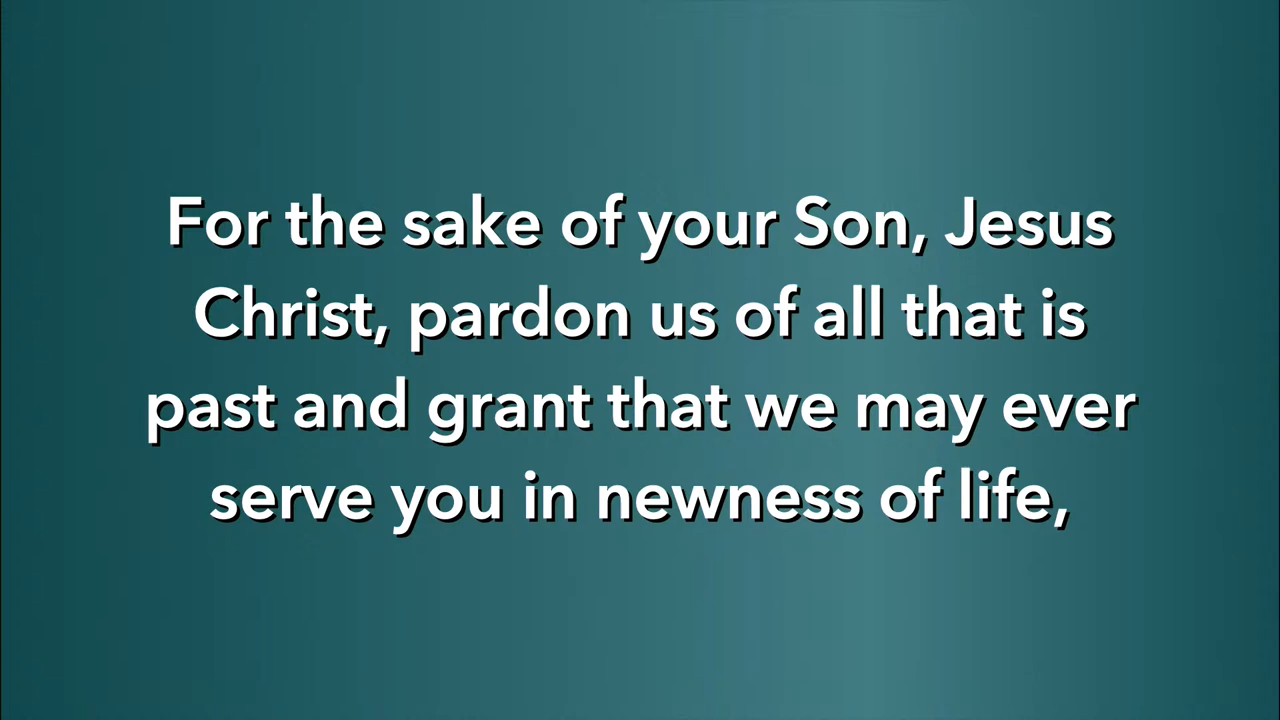 For the sake of your Son, Jesus
Christ, pardon us of all that is
past and grant that we may ever
serve you in newness of life,